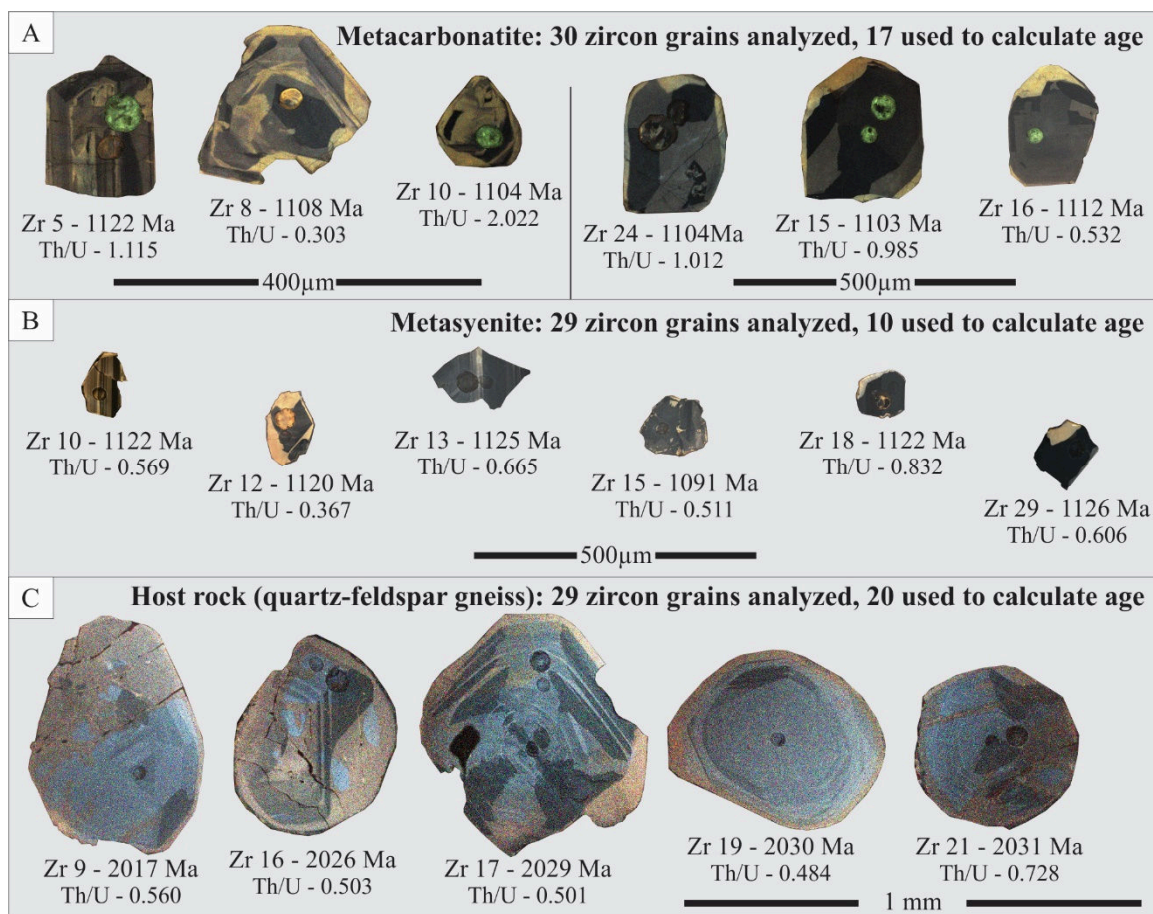 A
Metacarbonatite: 30 zircon grains analyzed, 17 used to calculate age
Zr 5 - 1122 Ma
Th/U - 1.115
Zr 8 - 1108 Ma
Th/U - 0.303
Zr 10 - 1104 Ma
Th/U - 2.022
Zr 24 - 1104Ma
Th/U - 1.012
Zr 15 - 1103 Ma
Th/U - 0.985
Zr 16 - 1112 Ma
Th/U - 0.532
400µm
500µm
B
Metasyenite: 29 zircon grains analyzed, 10 used to calculate age
Zr 10 - 1122 Ma
Th/U - 0.569
Zr 12 - 1120 Ma
Th/U - 0.367
Zr 13 - 1125 Ma
Th/U - 0.665
Zr 15 - 1091 Ma
Th/U - 0.511
Zr 18 - 1122 Ma
Th/U - 0.832
Zr 29 - 1126 Ma
Th/U - 0.606
500µm
C
Host rock (quartz-feldspar gneiss): 29 zircon grains analyzed, 20 used to calculate age
Zr 9 - 2017 Ma
Th/U - 0.560
Zr 16 - 2026 Ma
Th/U - 0.503
Zr 17 - 2029 Ma
Th/U - 0.501
Zr 19 - 2030 Ma
Th/U - 0.484
Zr 21 - 2031 Ma
Th/U - 0.728
1 mm